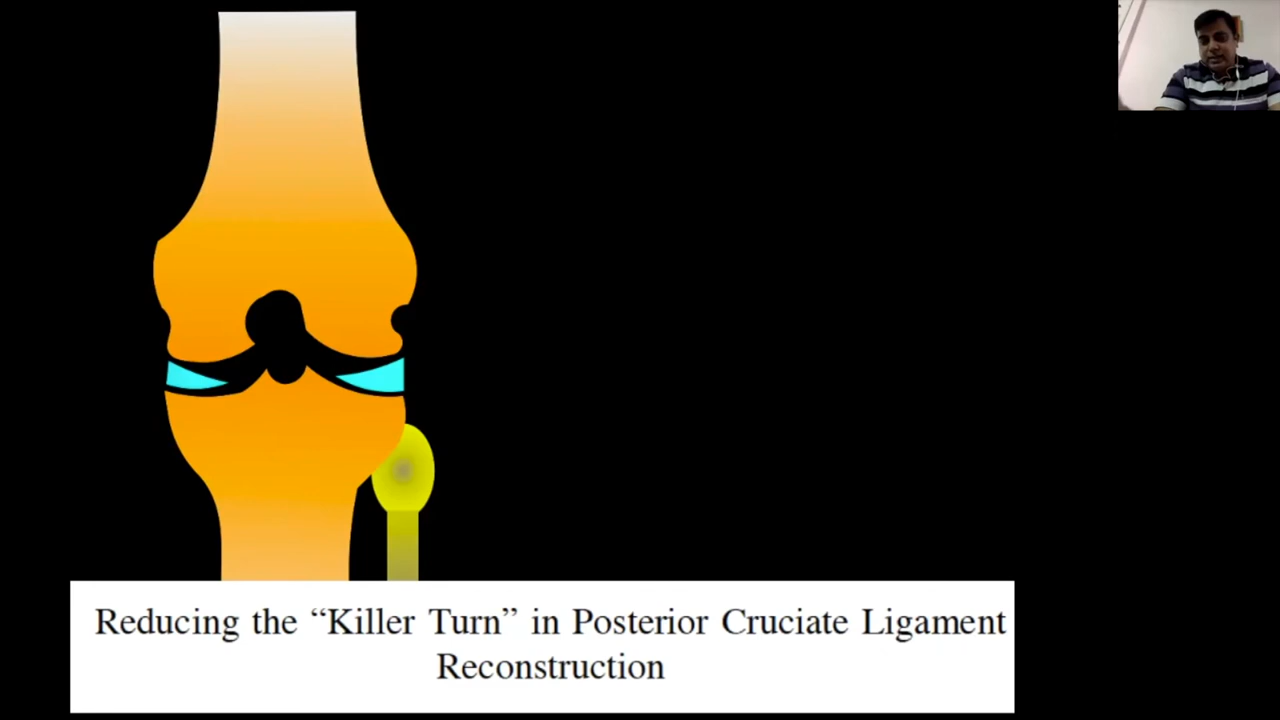 Reducing the “Killer Turn” in Posterior Cruciate Ligament
Reconstruction